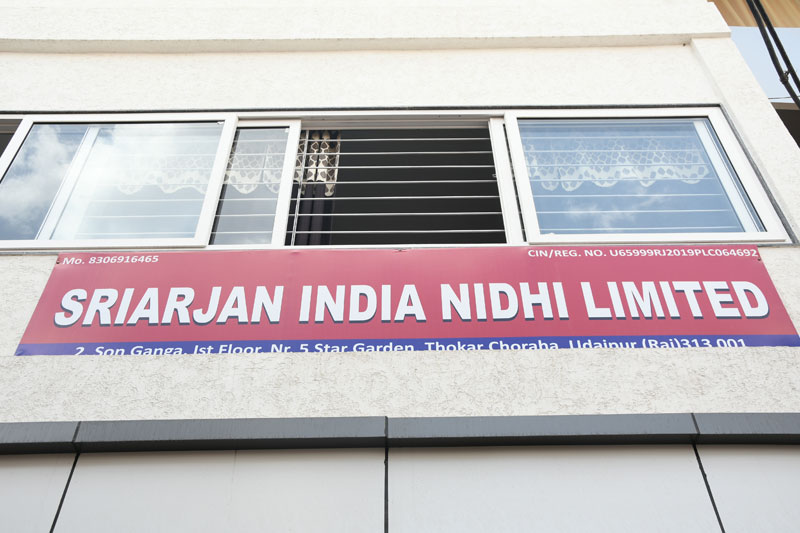 Mo. 8306916465
CIN/REG. NO. U65999RJ2019PLC064692
SRIARJAN INDIA NIDHI LIMITED
2, Son Ganga, Ist Floor, Nr. 5 Star Garden, Thokar Choraha, Udaipur (Raj)313 001